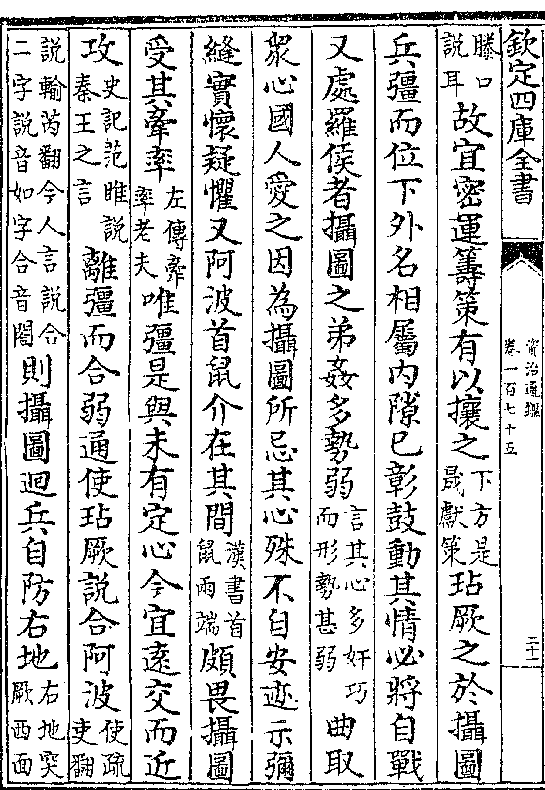 欽定四庫全書
資治通鑑
卷一百七十五
二十一
滕口
說耳
故宜密運籌策有以攘之
下方是
晟獻策
玷厥之於攝圖
兵彊而位下外名相屬内隙已彰鼓動其情必將自戰
又處羅侯者攝圖之弟姦多勢弱
言其心多奸巧
而形勢甚弱
曲取
衆心國人愛之因為攝圖所忌其心殊不自安迹示彌
縫實懷疑懼又阿波首鼠介在其間
漢書首
鼠兩端
頗畏攝圖
受其牽率
左傳牽
率老夫
唯彊是與未有定心今宜遠交而近
攻
史記范睢說
秦王之言
離彊而合弱通使玷厥說合阿波
使疏
吏翻
說輸芮翻今人言說合
二字說音如字合音閤
則攝圖迴兵自防右地
右地突
厥西面